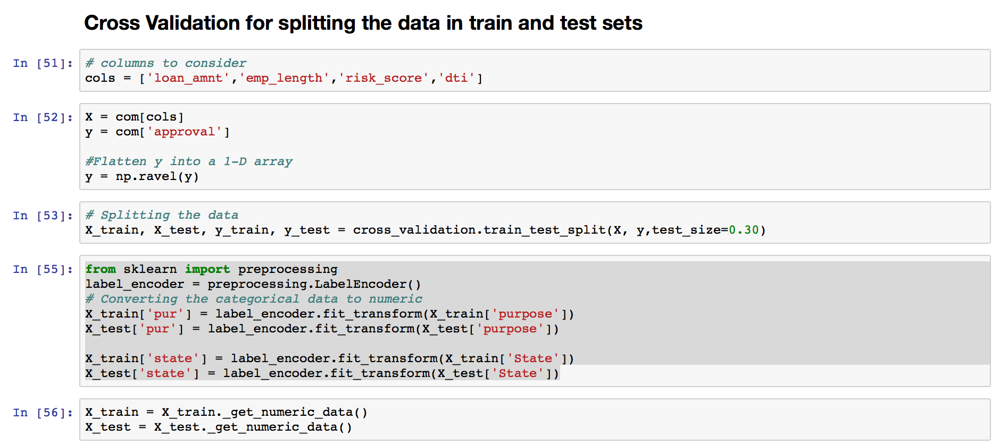 Cross Validation for splitting the data in train and test sets
In [51]:
# columns to consider
cols = ['loan_amnt','emp_length','risk_score','dti']
In [52]:
X = com[cols]
y = com['approval']
#Flatten y into a 1-D array
y = np.ravel(y)
In [53]:
# Splitting the data
X_train, X_test, y_train, y_test = cross_validation.train_test_split(X, y,test_size=0.30)
In [55]:
from sklearn import preprocessing
label_encoder = preprocessing.LabelEncoder()
# Converting the categorical data to numeric
X_train['pur'] = label_encoder.fit_transform(X_train['purpose'])
X_test['pur'] = label_encoder.fit_transform(X_test['purpose'])
X_train['state'] = label_encoder.fit_transform(X_train['State'])
X_test['state'] = label_encoder.fit_transform(X_test['State'])
In [56]:
X_train = X_train._get_numeric_data()
X_test = X_test._get_numeric_data()